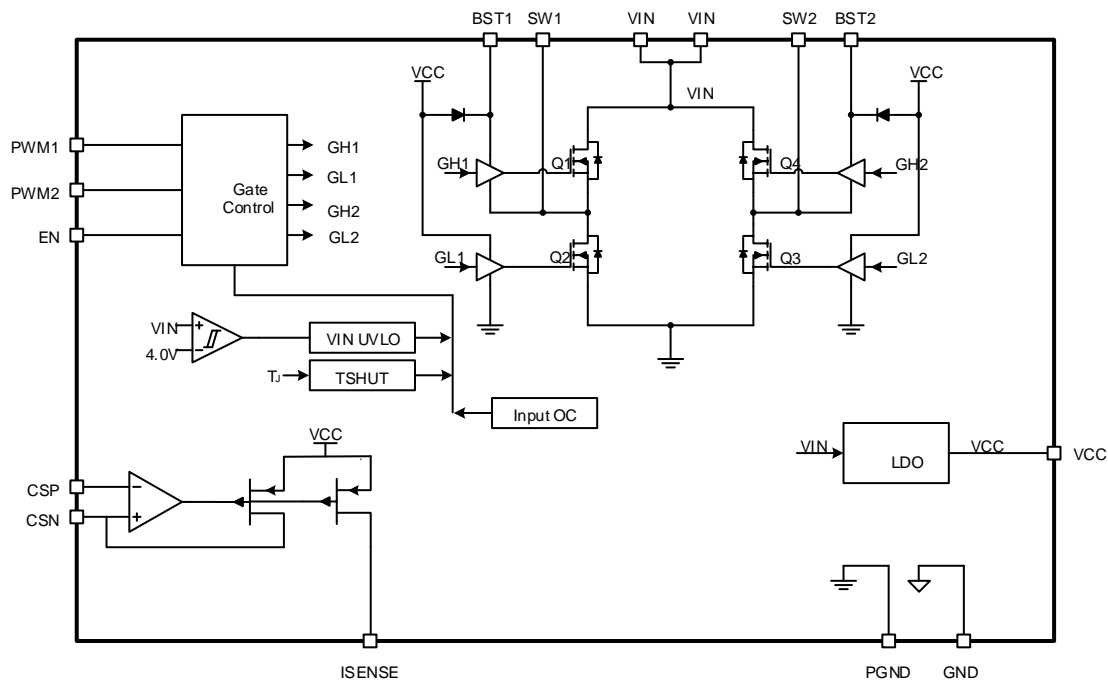 BST1 SW1 VIN VIN SW2 BST2
VCC VCC
VIN
PWM1
PWM2
EN
Gate
Control
GH1
GL1
GH2
GL2
GH1 Q1 Q4 GH2
GL1 Q2 Q3 GL2
VIN + VIN UVLO
4.0V −
TJ TSHUT
Input OC
VCC
VIN LDO VCC VCC
CSP −
CSN +
ISENSE PGND GND